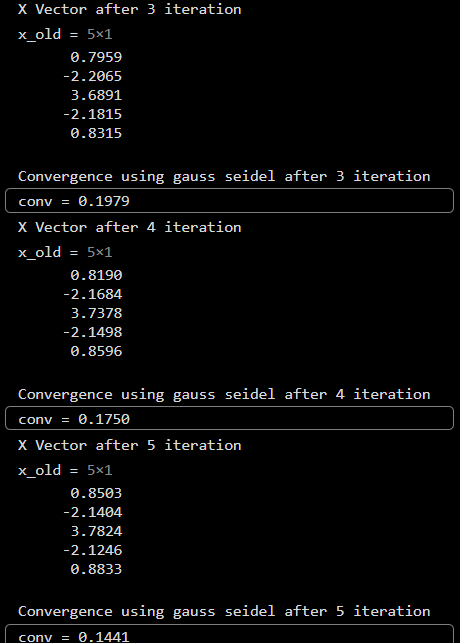 X Vector after 3 iteration
x_old = 5×1
0.7959
-2.2065
3.6891
-2.1815
0.8315
Convergence using gauss seidel after 3 iteration
conv = 0.1979
X Vector after 4 iteration
x_old = 5×1
0.8190
-2.1684
3.7378
-2.1498
0.8596
Convergence using gauss seidel after 4 iteration
conv = 0.1750
X Vector after 5 iteration
x_old = 5×1
0.8503
-2.1404
3.7824
-2.1246
0.8833
Convergence using gauss seidel after 5 iteration
conv = 0.1441